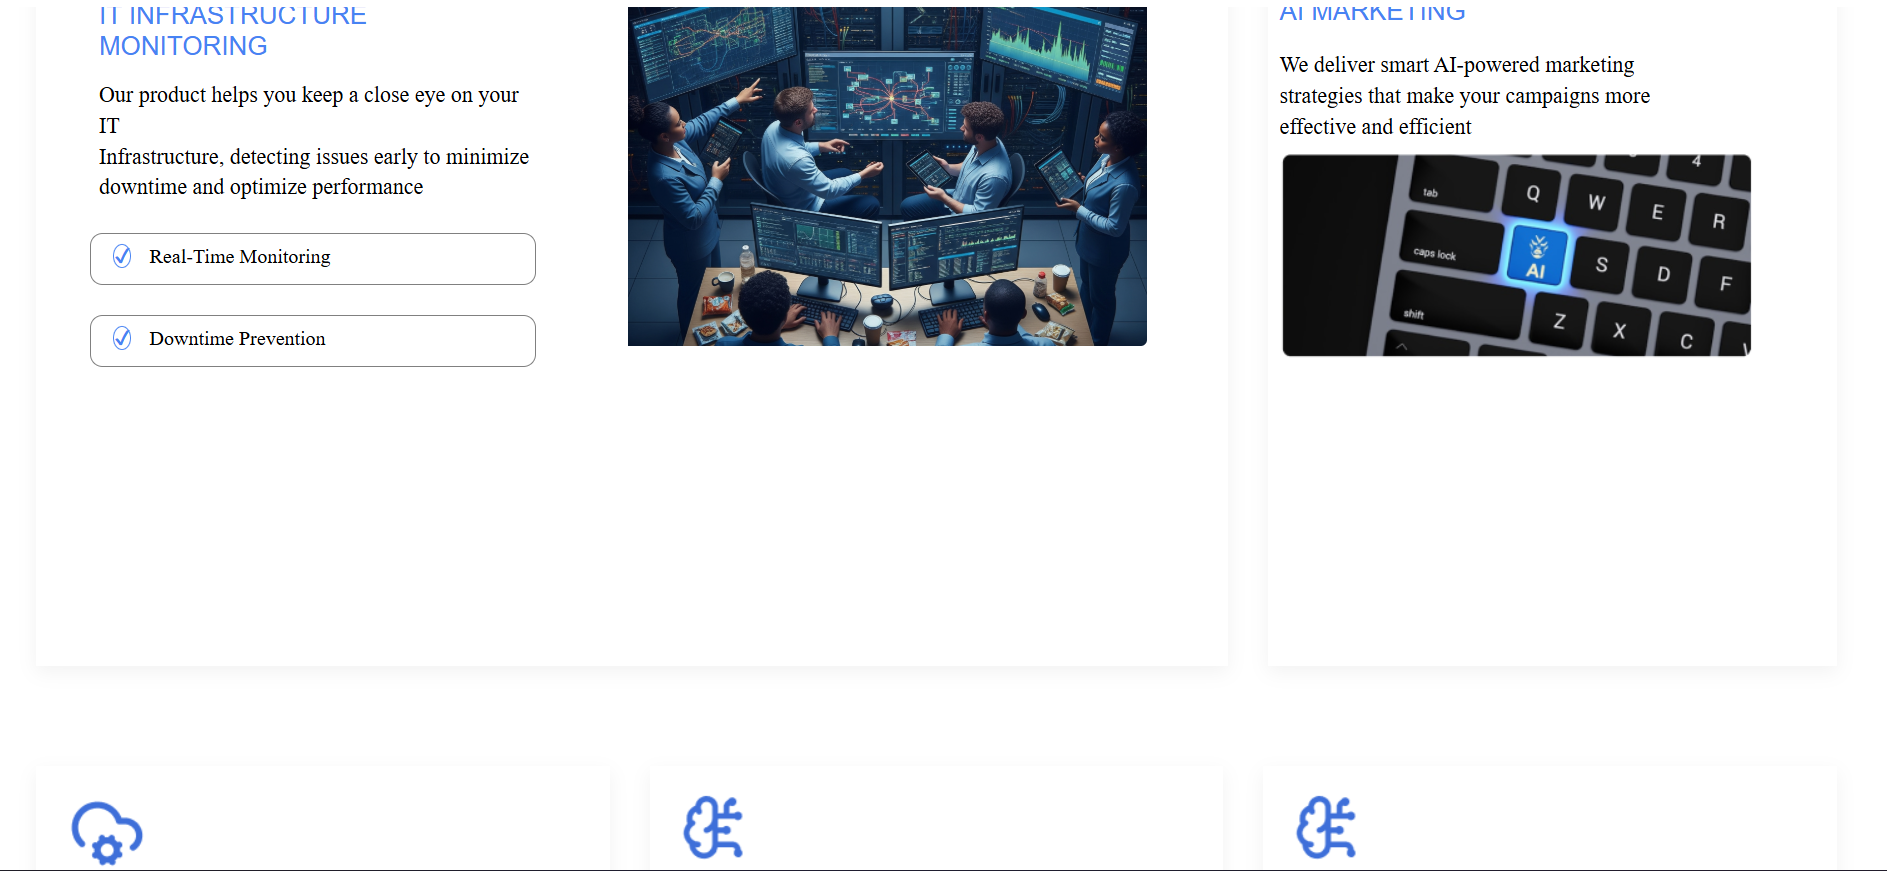 IT INFRASTRUCTURE
MONITORING
Our product helps you keep a close eye on your
IT
Infrastructure, detecting issues early to minimize
downtime and optimize performance
Real-Time Monitoring
Downtime Prevention
AI MARKETING
We deliver smart AI-powered marketing
strategies that make your campaigns more
effective and efficient
4
tab Q W E R
caps lock AI S D F
shift Z X C